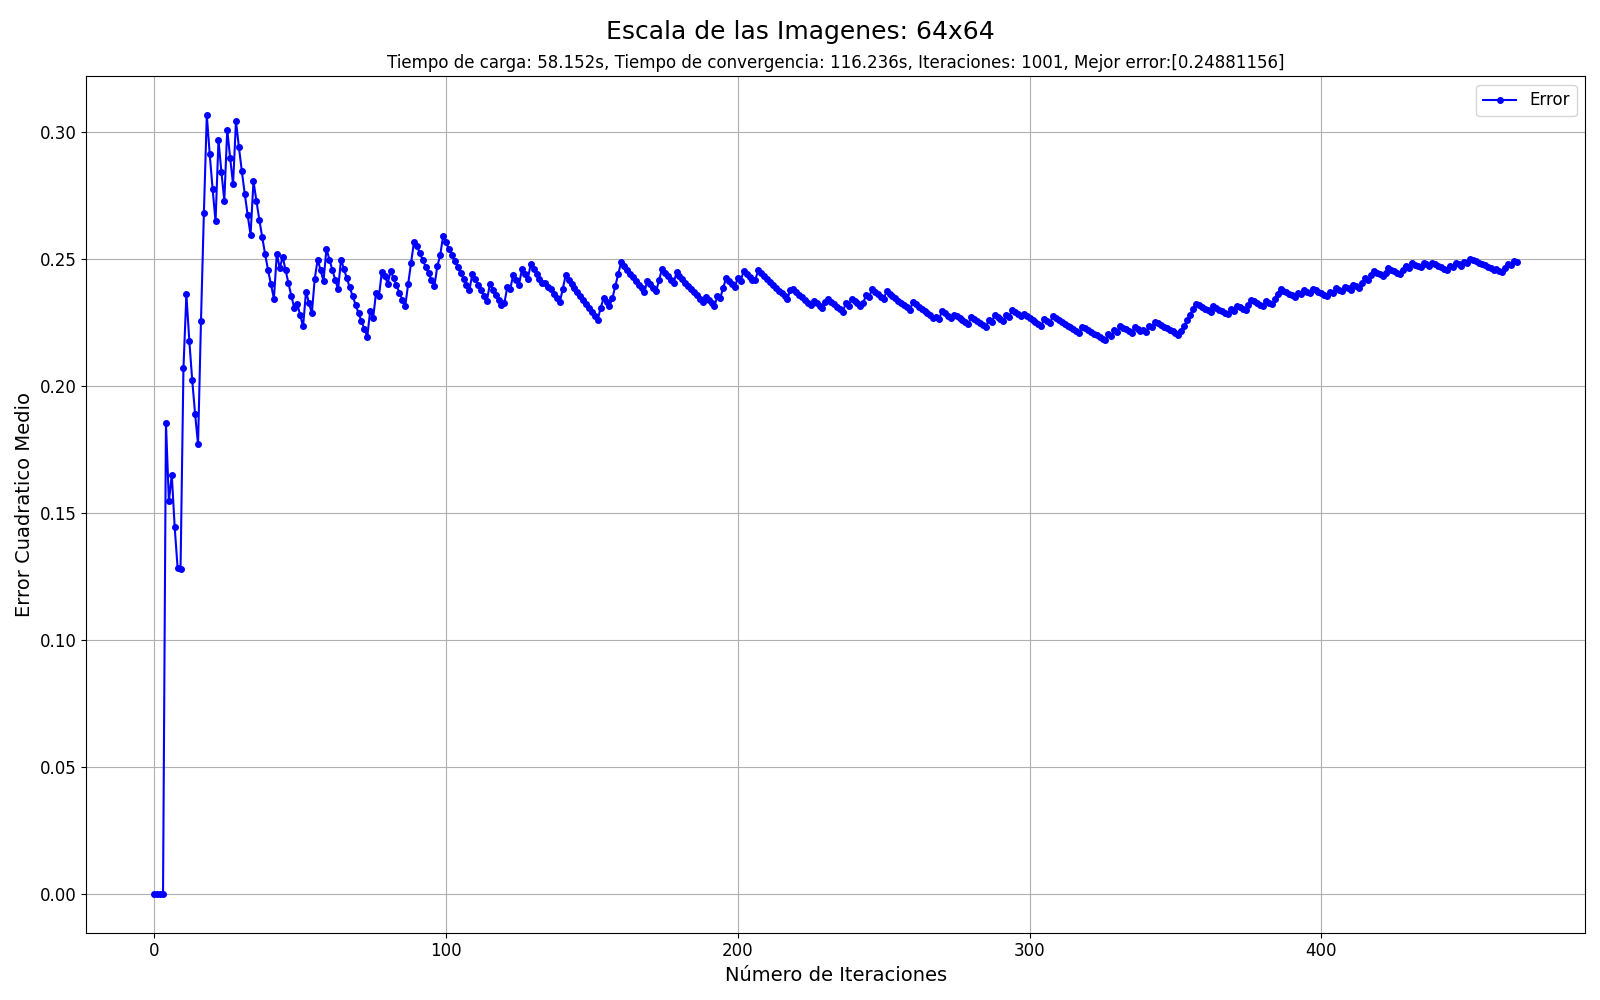 Escala de las Imagenes: 64x64
Tiempo de carga: 58.152s, Tiempo de convergencia: 116.236s, Iteraciones: 1001, Mejor error:[0.24881156]
Error
0.30
0.25
0.20
0.15
0.10
0.05
0.00
Error Cuadratico Medio
0 100 200 300 400
Número de Iteraciones